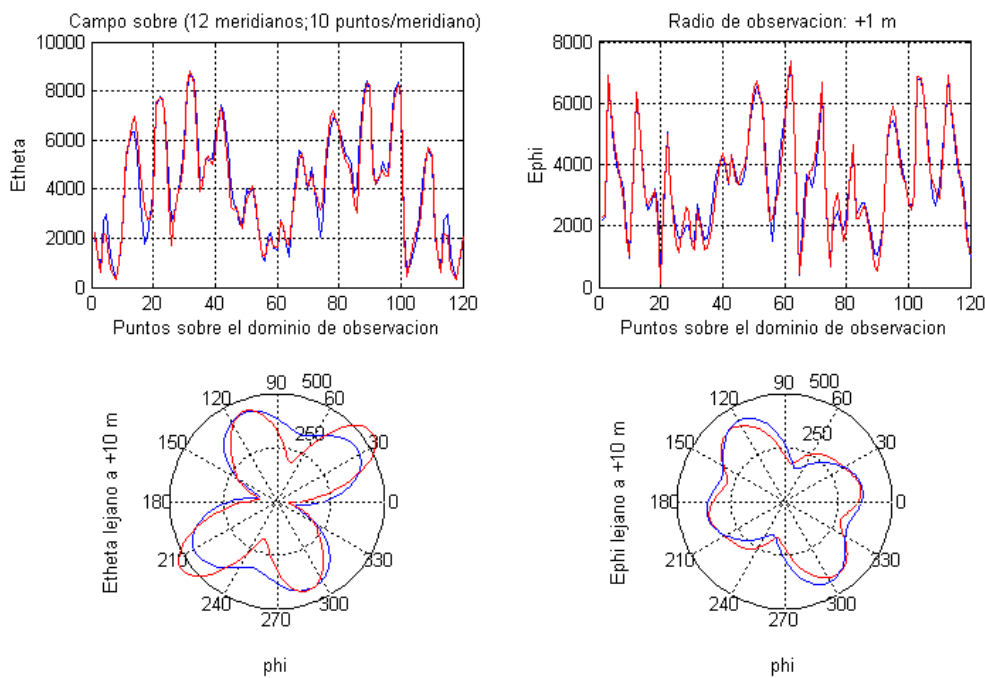 Campo sobre (12 meridianos;10 puntos/meridiano)
10000
8000
6000
4000
2000
0
Etheta
0 20 40 60 80 100 120
Puntos sobre el dominio de observacion
Radio de observacion: +1 m
8000
6000
4000
2000
0
Ephi
0 20 40 60 80 100 120
Puntos sobre el dominio de observacion
Etheta lejano a +10 m
90 500
120 60
250
150 30
180 0
210 330
240 300
270
phi
Ephi lejano a +10 m
90 500
120 60
250
150 30
180 0
210 330
240 300
270
phi